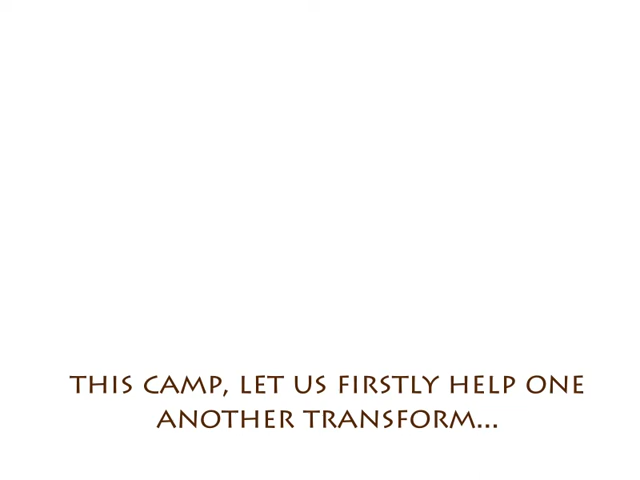 THIS CAMP, LET US FIRSTLY HELP ONE
ANOTHER TRANSFORM...